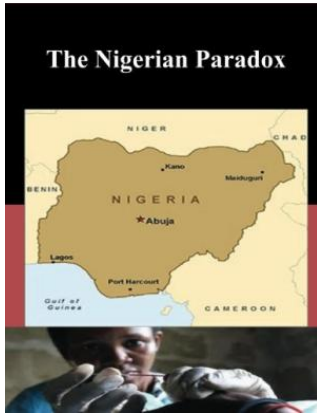 The Nigerian Paradox
NIGER
CHAD
Kano
Maiduguri
BENIN
NIGERIA
Abuja
Lagos
Port Harcourt
Gulf of
Guinea
CAMEROON